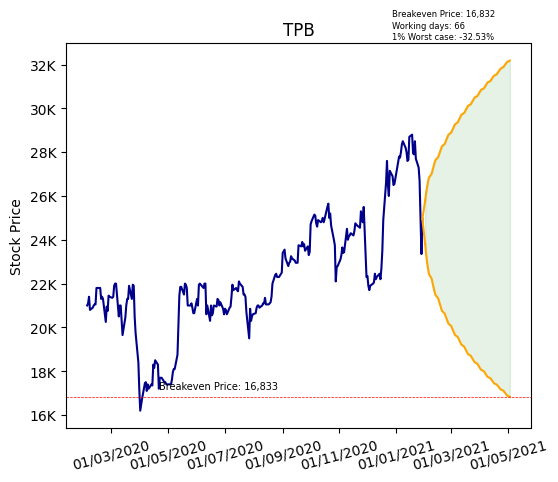 Breakeven Price: 16,832
Working days: 66
1% Worst case: -32.53%
TPB
Stock Price
32K
30K
28K
26K
24K
22K
20K
18K
16K
Breakeven Price: 16,833
01/03/2020
01/05/2020
01/07/2020
01/09/2020
01/11/2020
01/01/2021
01/03/2021
01/05/2021